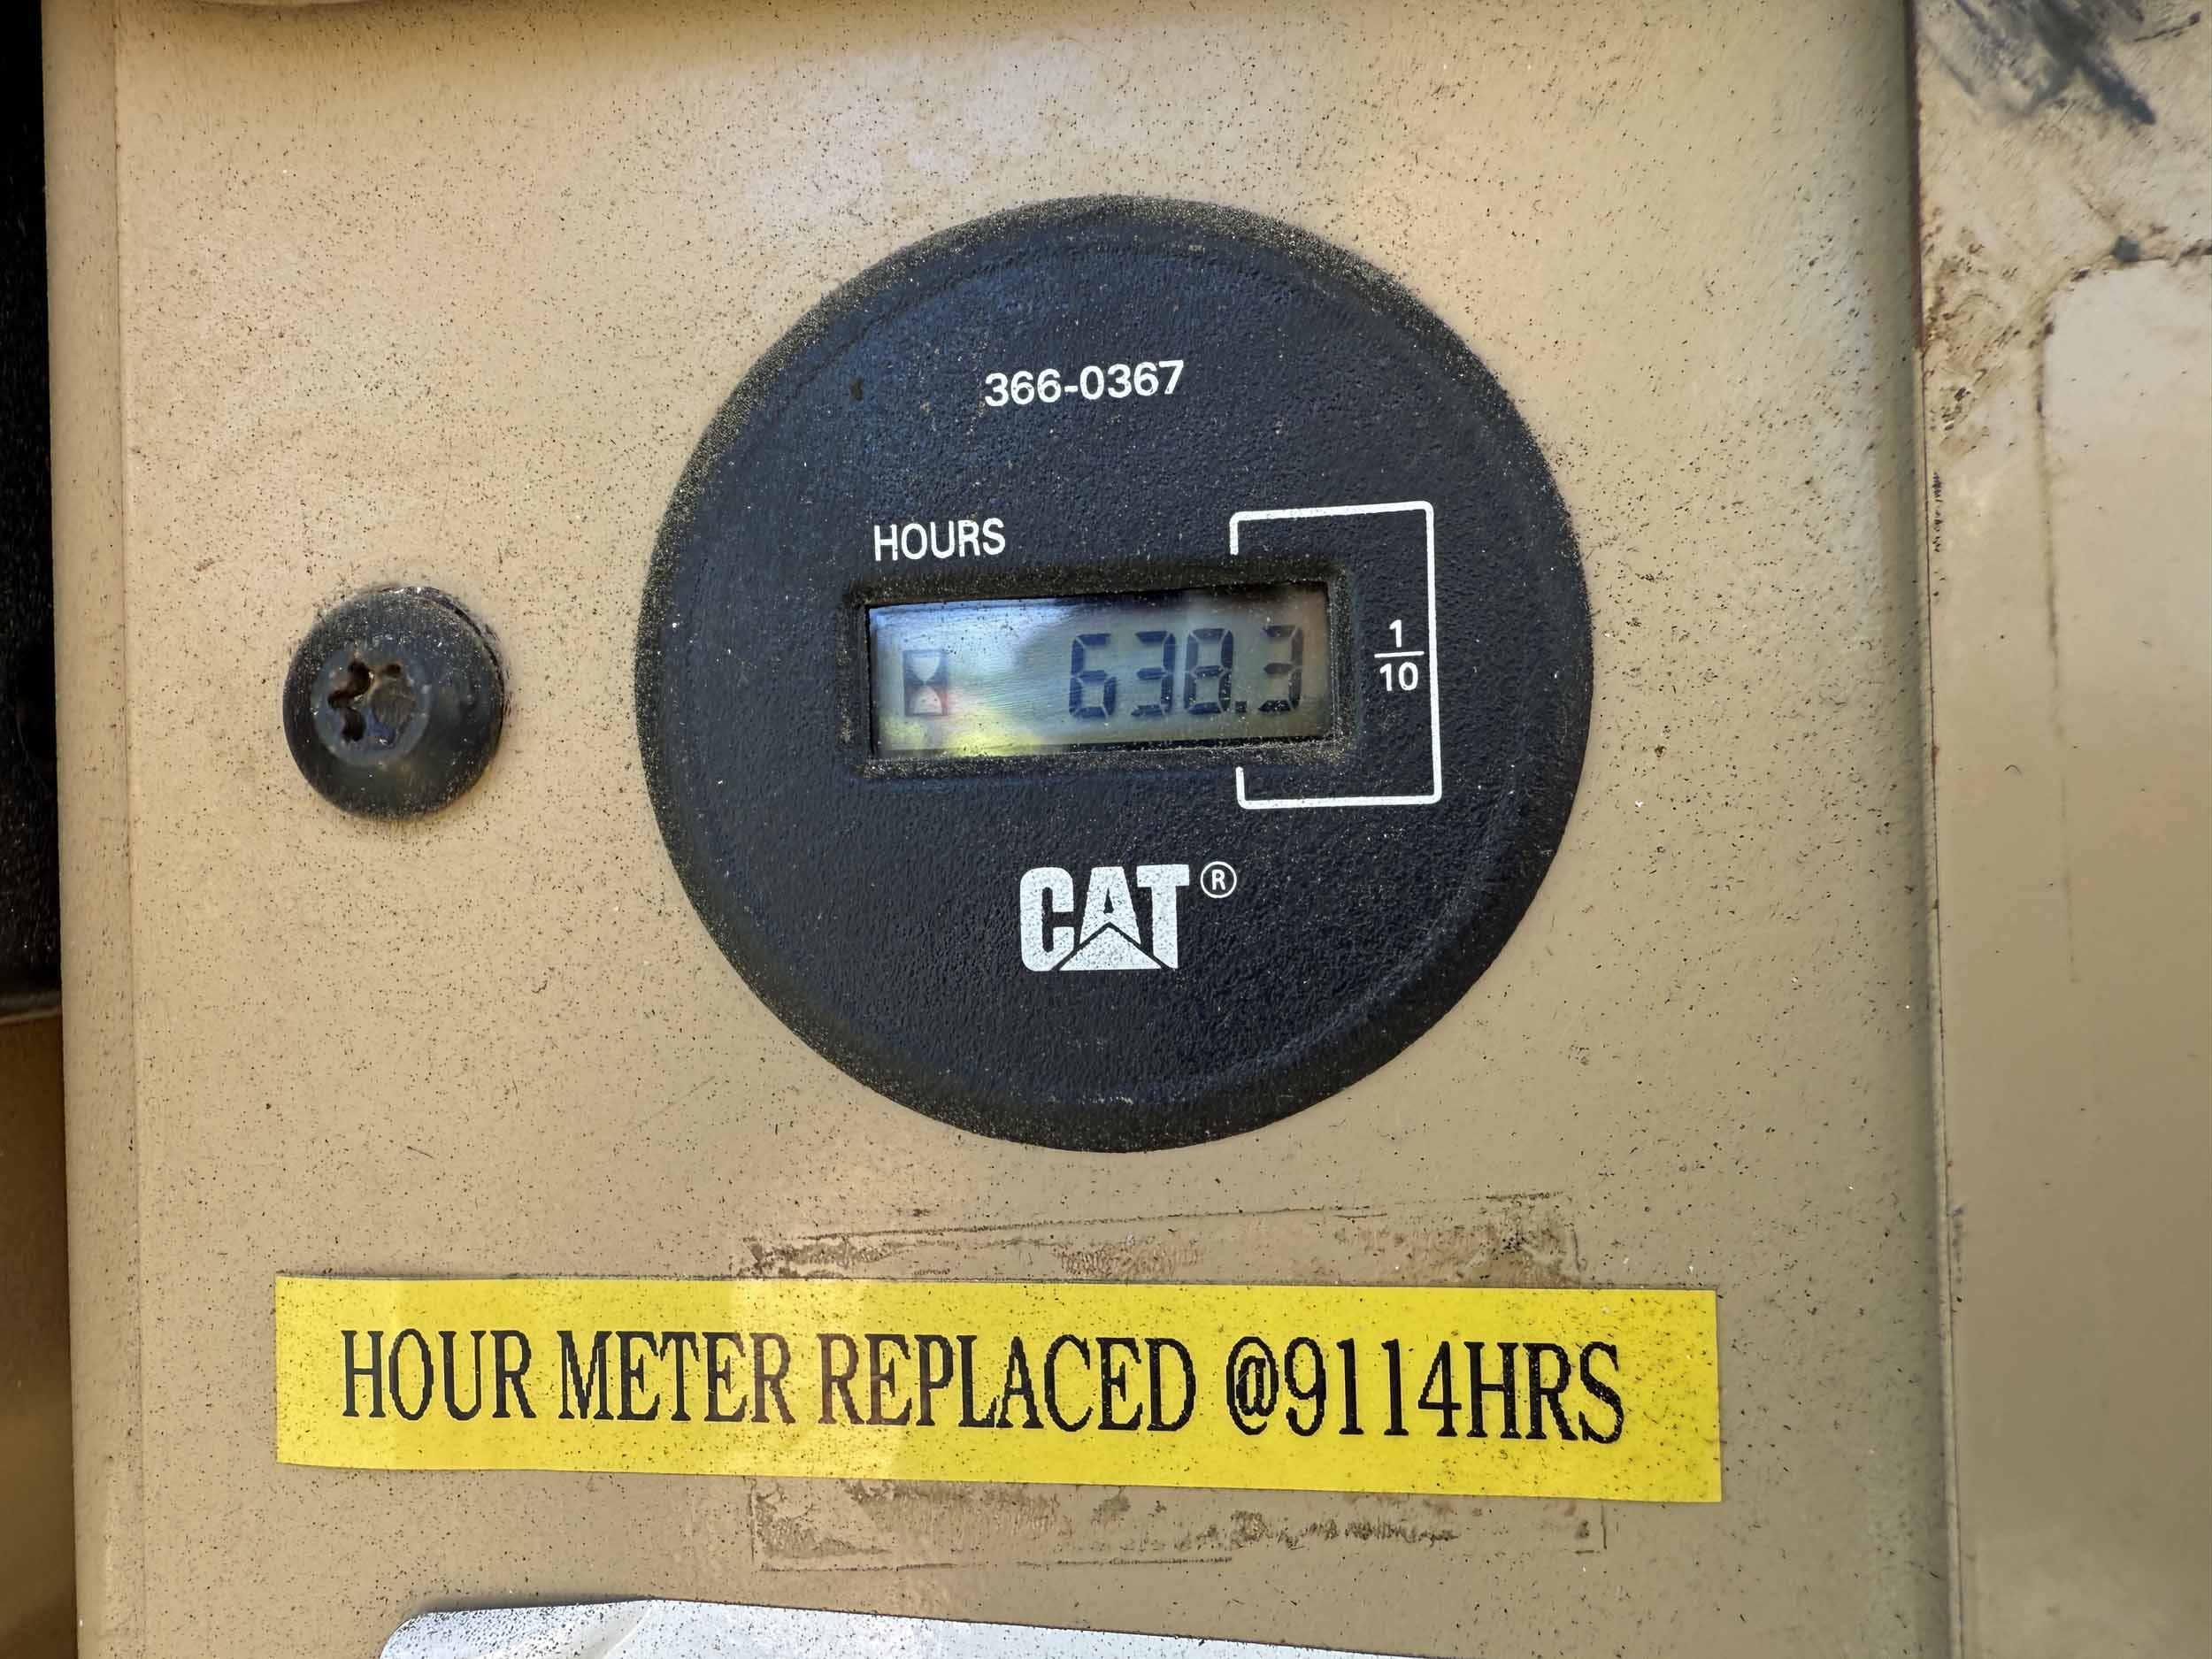 366-0367
HOURS
638.3
1
10
CAT®
HOUR METER REPLACED @9114HRS